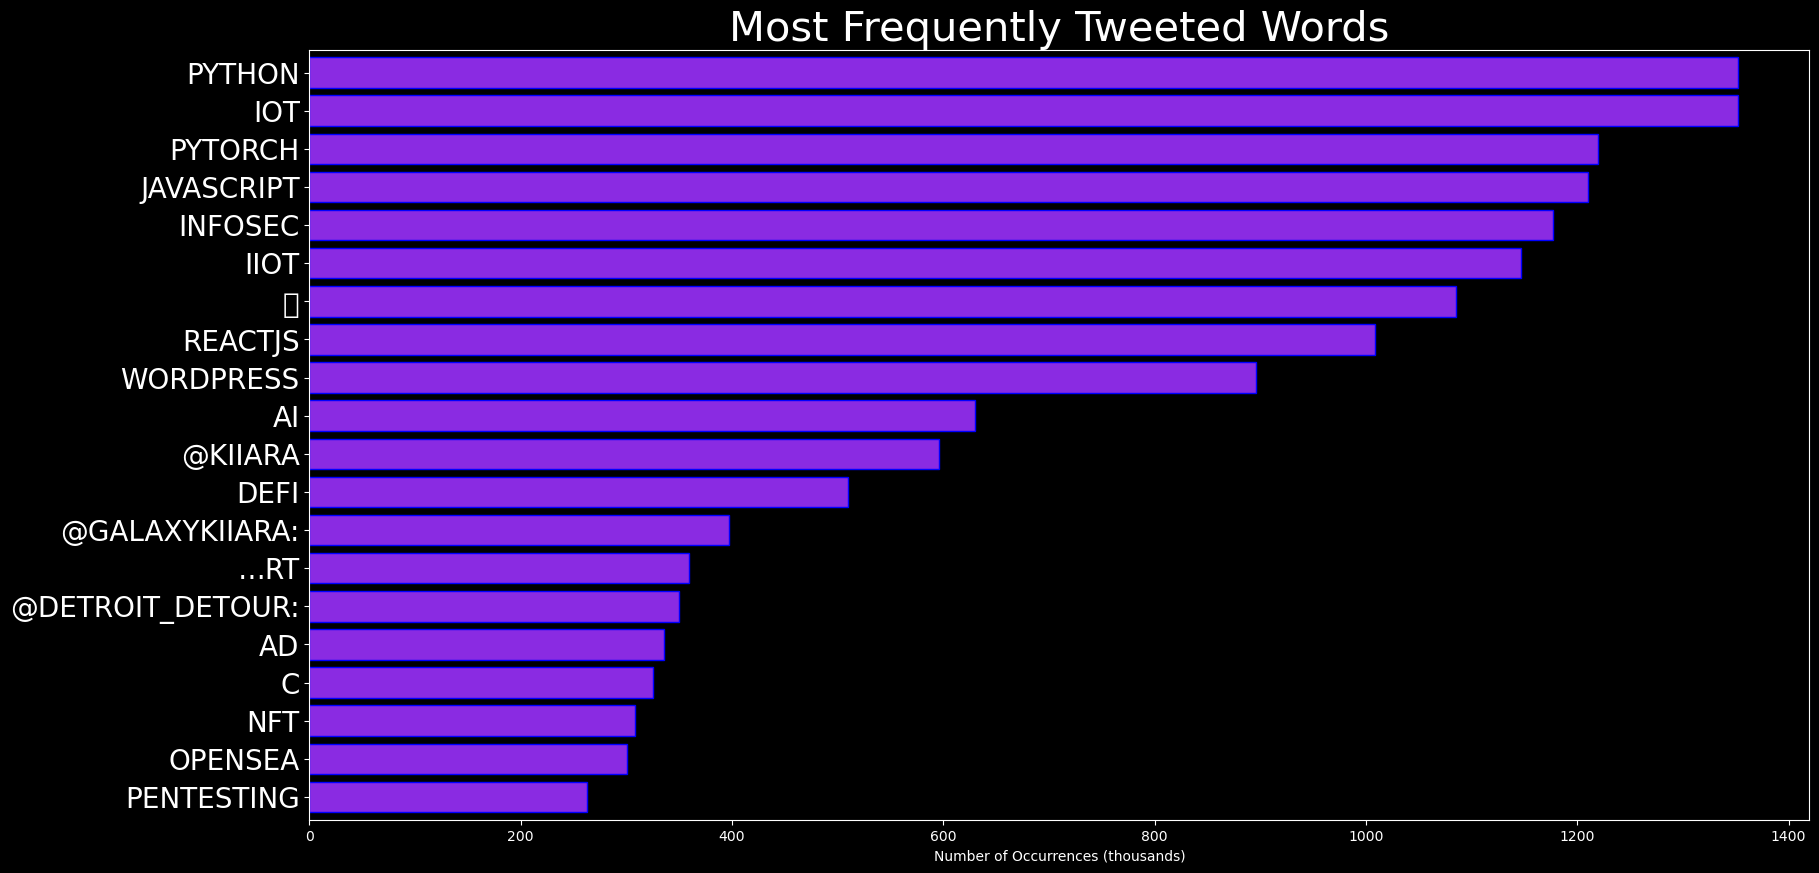 Most Frequently Tweeted Words
PYTHON
IOT
PYTORCH
JAVASCRIPT
INFOSEC
IIOT
REACTJS
WORDPRESS
AI
@KIIARA
DEFI
@GALAXYKIIARA:
…RT
@DETROIT_DETOUR:
AD
C
NFT
OPENSEA
PENTESTING
0 200 400 600 800 1000 1200 1400
Number of Occurrences (thousands)